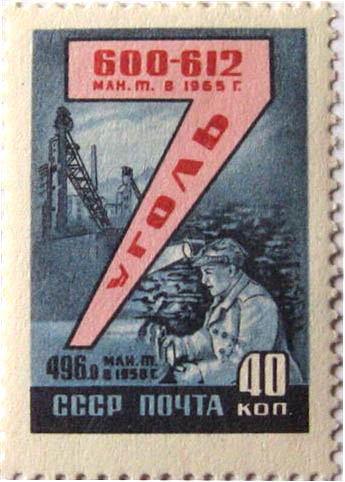 600-612
МЛН. Т. В 1965 Г.
УГОЛЬ
496.0 МЛН. Т.
В 1958 Г.
40
СССР ПОЧТА КОП.